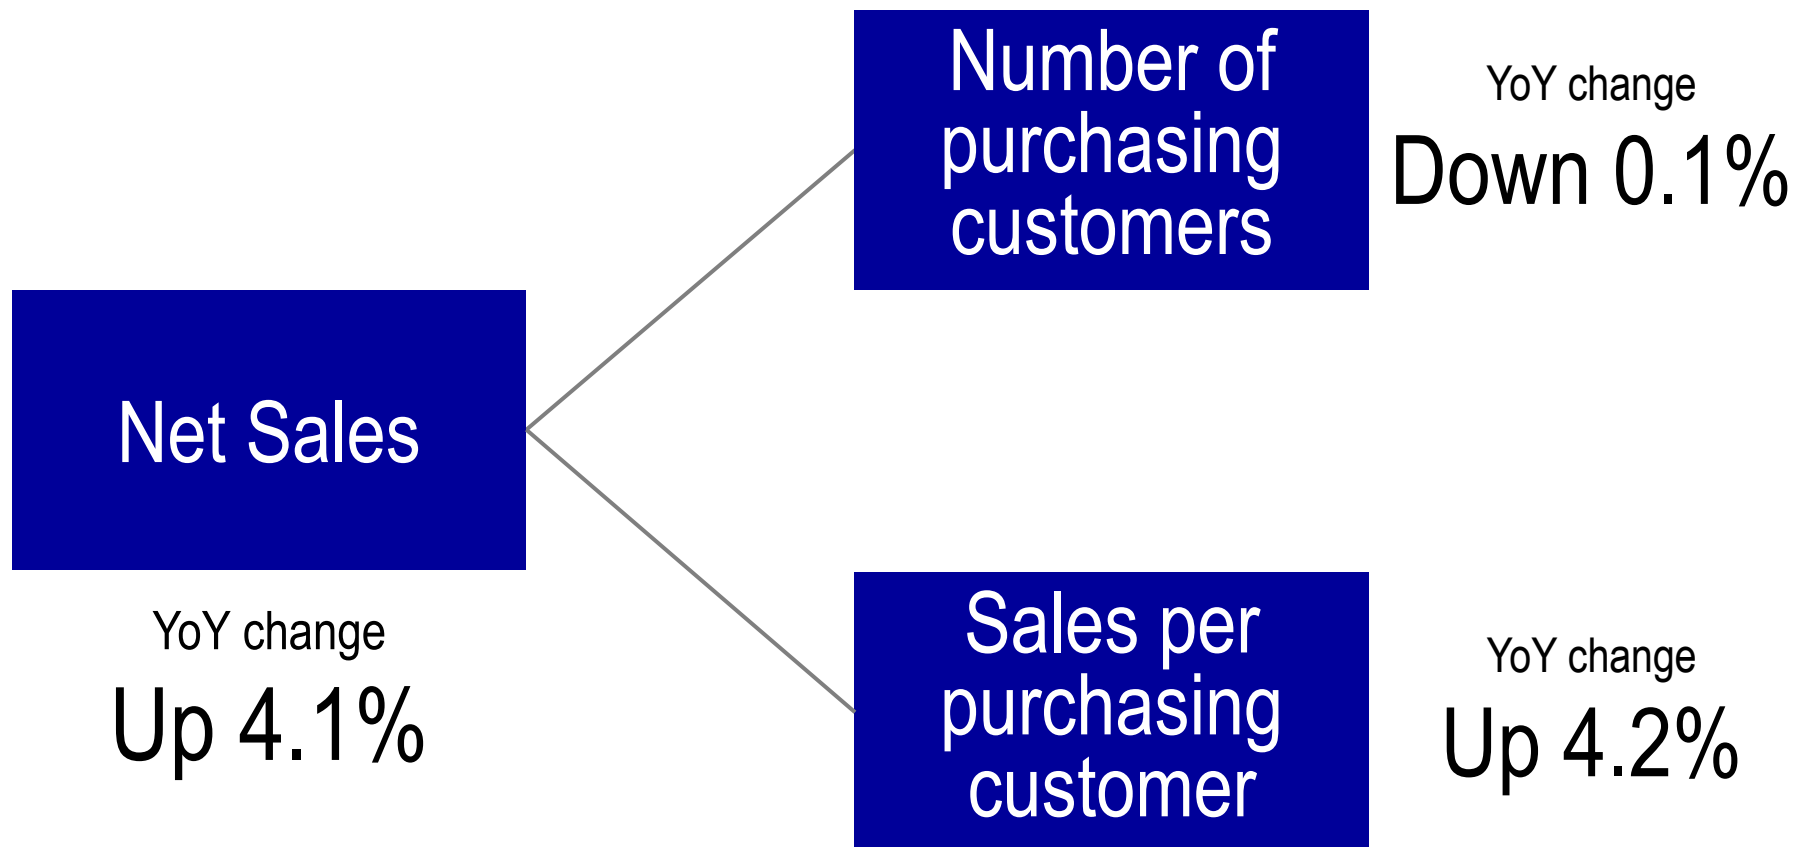 Net Sales
YoY change
Up 4.1%
Number of
purchasing
customers
YoY change
Down 0.1%
Sales per
purchasing
customer
YoY change
Up 4.2%